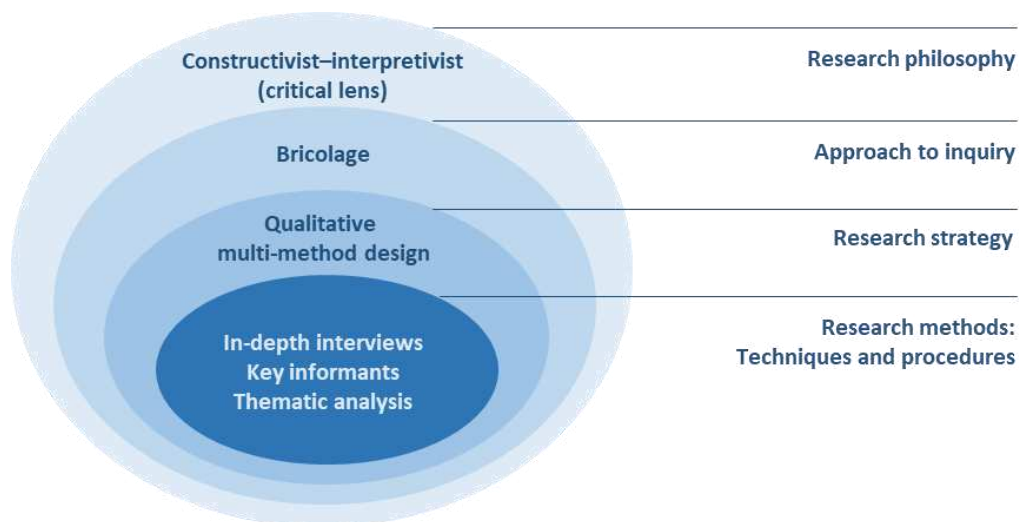 Constructivist–interpretivist
(critical lens)
Research philosophy
Bricolage
Approach to inquiry
Qualitative
multi-method design
Research strategy
In-depth interviews
Key informants
Thematic analysis
Research methods:
Techniques and procedures